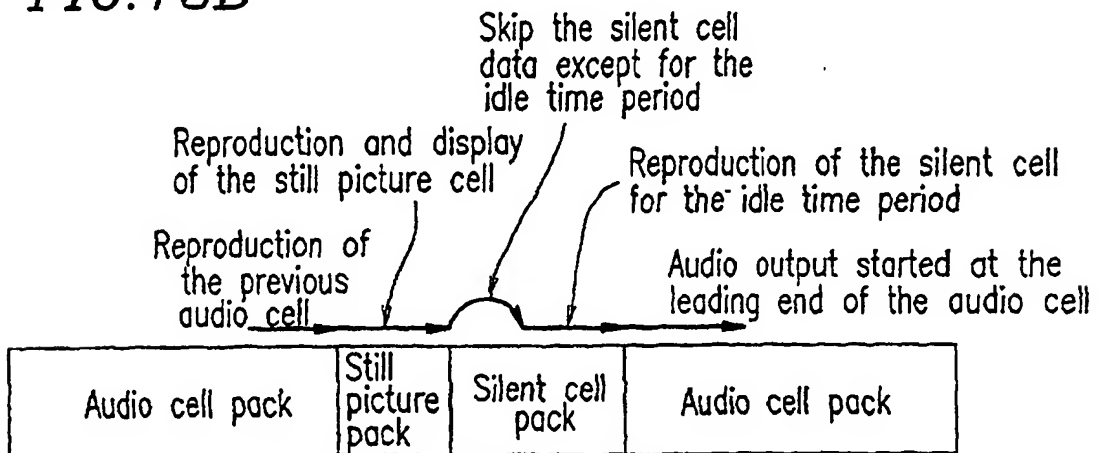 Skip the silent cell
data except for the
idle time period
Reproduction and display
of the still picture cell
Reproduction of the silent cell
for the idle time period
Reproduction of
the previous
audio cell
Audio output started at the
leading end of the audio cell
Audio cell pack
Still
picture
pack
Silent cell
pack
Audio cell pack